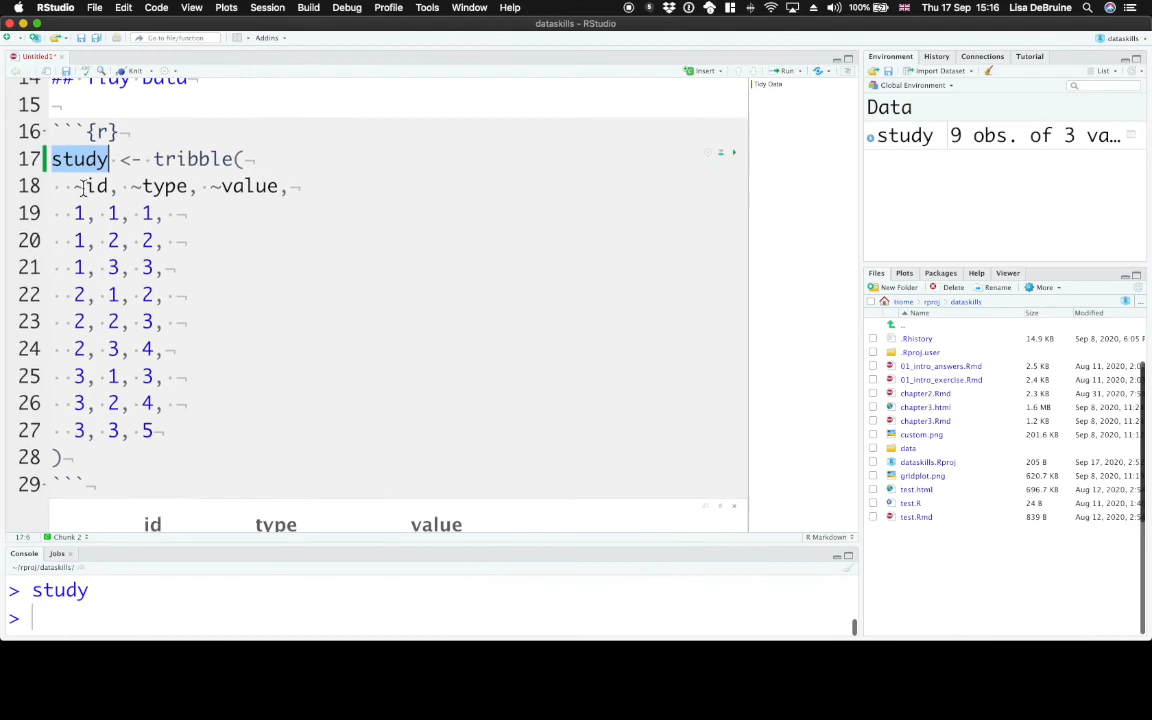 RStudio File Edit Code View Plots Session Build Debug Profile Tools Window Help 100% Thu 17 Sep 15:16 Lisa DeBruine
dataskills - RStudio
Go to file/function Addins dataskills
Untitled1*
Knit Insert Run
14 ## Tidy Data
15 ¬
16 ```{r}¬
17 study <- tribble(¬
18 ~id, ~type, ~value,¬
19 1, 1, 1, ¬
20 1, 2, 2, ¬
21 1, 3, 3,¬
22 2, 1, 2, ¬
23 2, 2, 3, ¬
24 2, 3, 4, ¬
25 3, 1, 3, ¬
26 3, 2, 4, ¬
27 3, 3, 5¬
28 )¬
29 ```¬
id type value
17:6 Chunk 2 R Markdown
Tidy Data
Console Jobs
~/rproj/dataskills/
> study
>
Environment History Connections Tutorial
Import Dataset List
Global Environment
Data
study 9 obs. of 3 va…
Files Plots Packages Help Viewer
New Folder Delete Rename More
Home rproj dataskills ...
Name Size Modified
..
.Rhistory 14.9 KB Sep 8, 2020, 6:05 P
.Rproj.user
01_intro_answers.Rmd 2.5 KB Aug 11, 2020, 2:0
01_intro_exercise.Rmd 2.4 KB Aug 11, 2020, 2:0
chapter2.Rmd 2.3 KB Aug 31, 2020, 7:5
chapter3.html 1.6 MB Sep 8, 2020, 11:2
chapter3.Rmd 1.2 KB Sep 8, 2020, 11:2
custom.png 201.6 KB Sep 8, 2020, 11:1
data
dataskills.Rproj 205 B Sep 17, 2020, 2:5
gridplot.png 620.7 KB Sep 8, 2020, 11:1
test.html 696.7 KB Aug 12, 2020, 2:5
test.R 24 B Aug 11, 2020, 1:4
test.Rmd 839 B Aug 12, 2020, 2:5